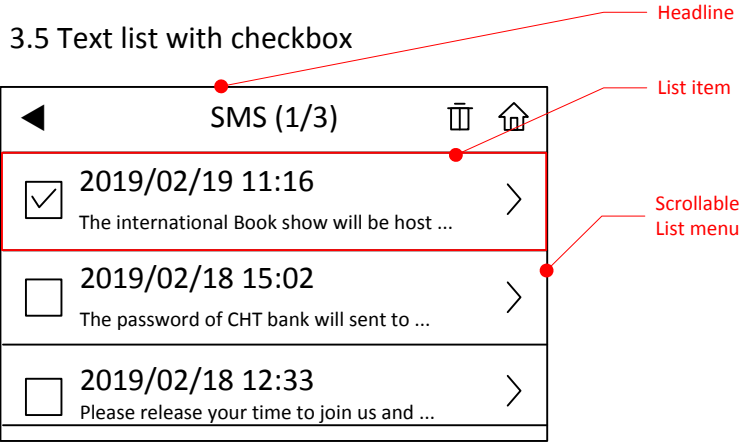 Headline
3.5 Text list with checkbox
List item
SMS (1/3)
2019/02/19 11:16
The international Book show will be host ...
Scrollable
List menu
2019/02/18 15:02
The password of CHT bank will sent to ...
2019/02/18 12:33
Please release your time to join us and ...